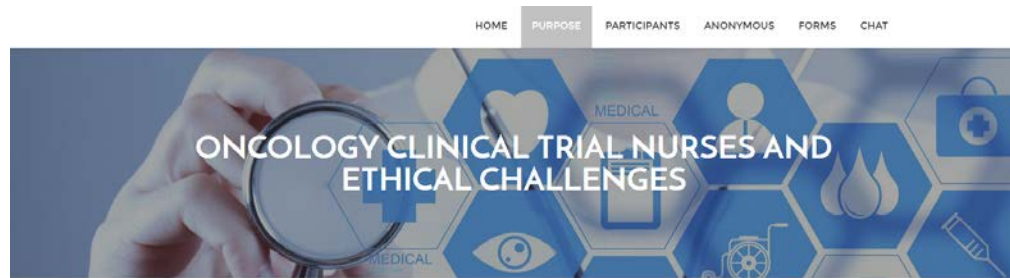 HOME PURPOSE PARTICIPANTS ANONYMOUS FORMS CHAT
MEDICAL
ONCOLOGY CLINICAL TRIAL NURSES AND
ETHICAL CHALLENGES
MEDICAL